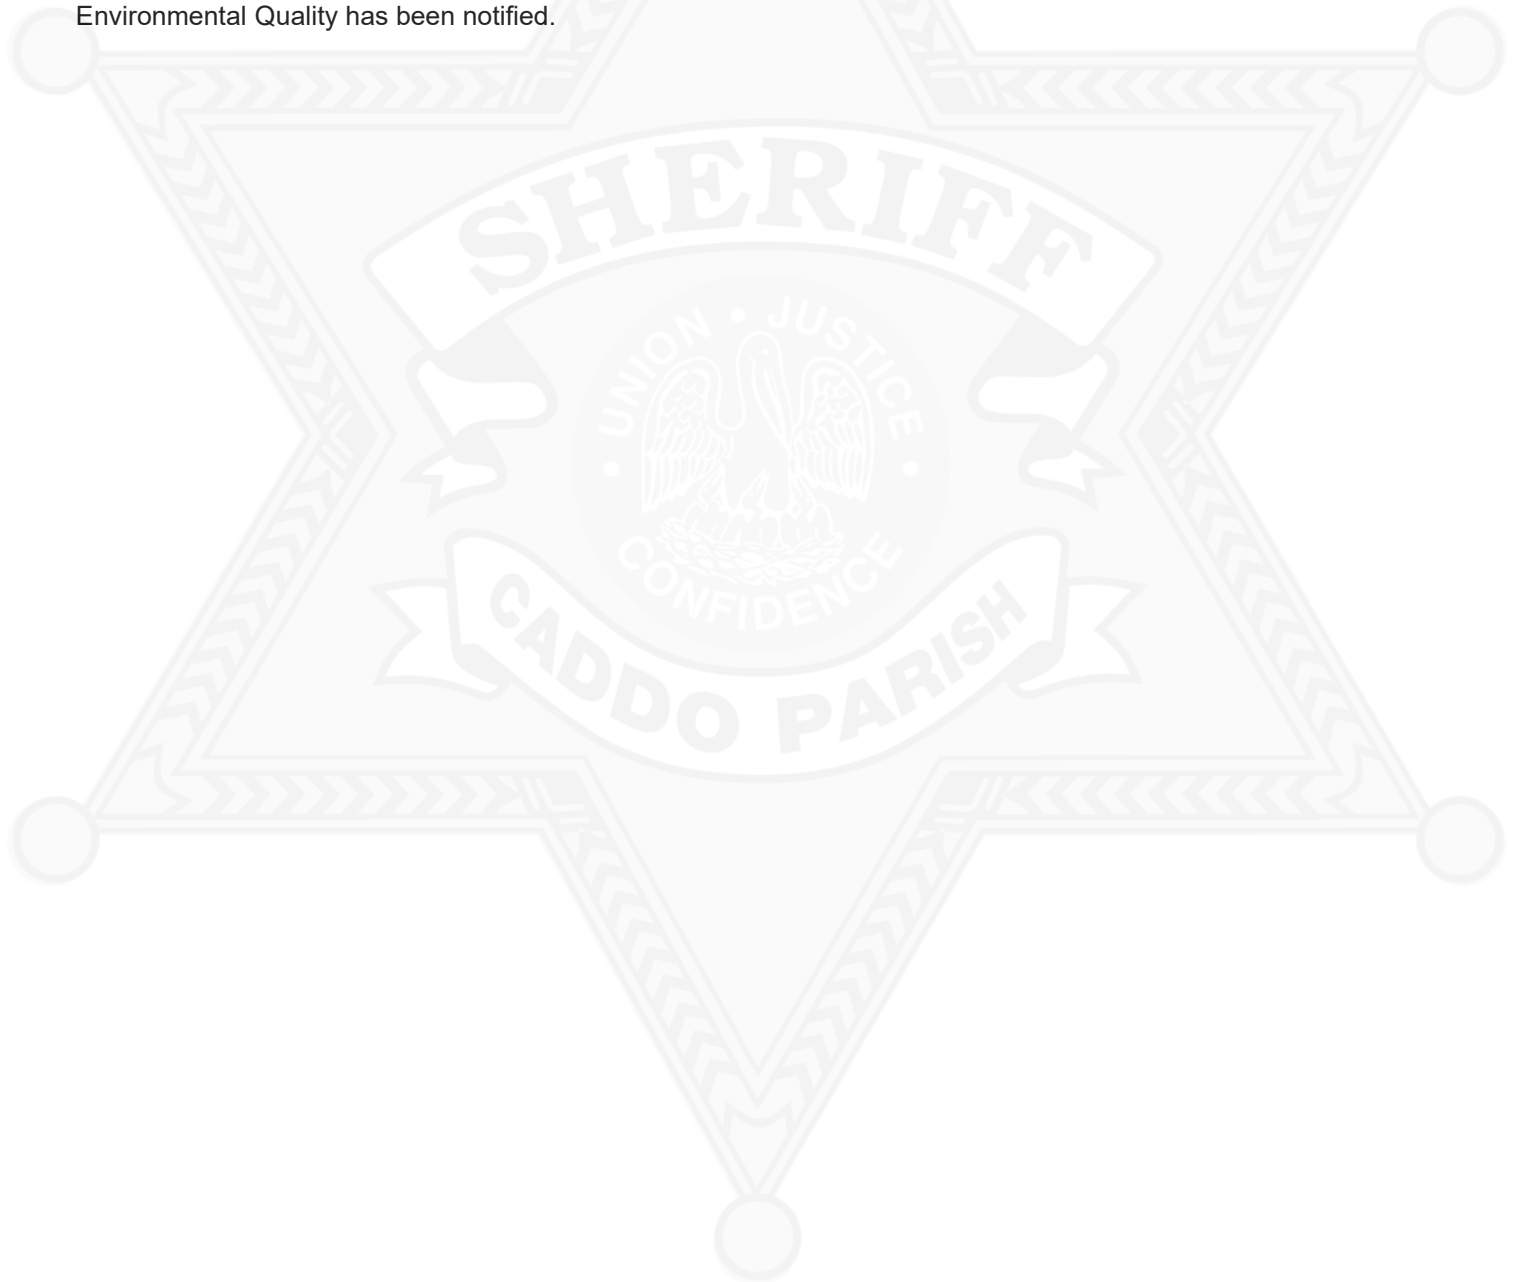 Environmental Quality has been notified.
SHERIFF
UNION • JUSTICE
CONFIDENCE
CADDO PARISH